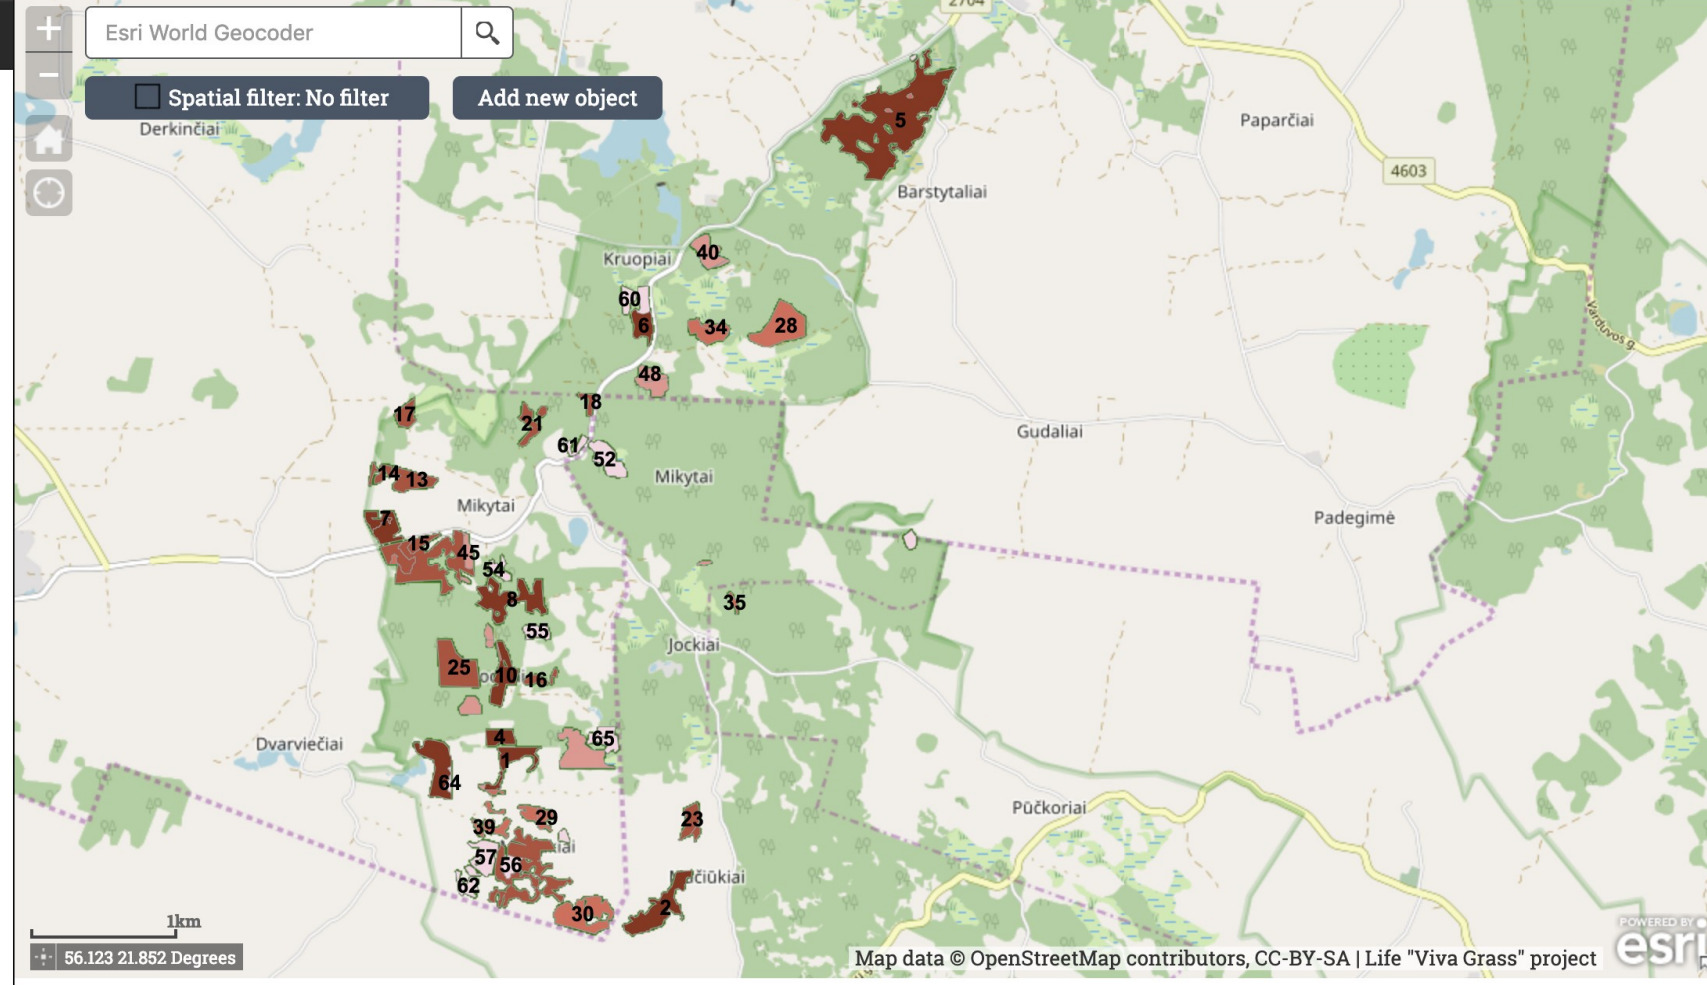 2704
+
Esri World Geocoder
−
Spatial filter: No filter
Add new object
Derkinčiai
Paparčiai
5
4603
Barstytaliai
40
Kruopiai
60
6
34
28
Varduvos g.
48
18
17
21
Gudaliai
61
52
14
13
Mikytai
Mikytai
7
Padegimė
15
45
54
8
35
55
Jockiai
25
10
16
4
65
Dvarviečiai
1
64
Pūčkoriai
29
23
39
57
56
62
30
2
1km
56.123 21.852 Degrees
Map data © OpenStreetMap contributors, CC-BY-SA | Life "Viva Grass" project
POWERED BY
esri